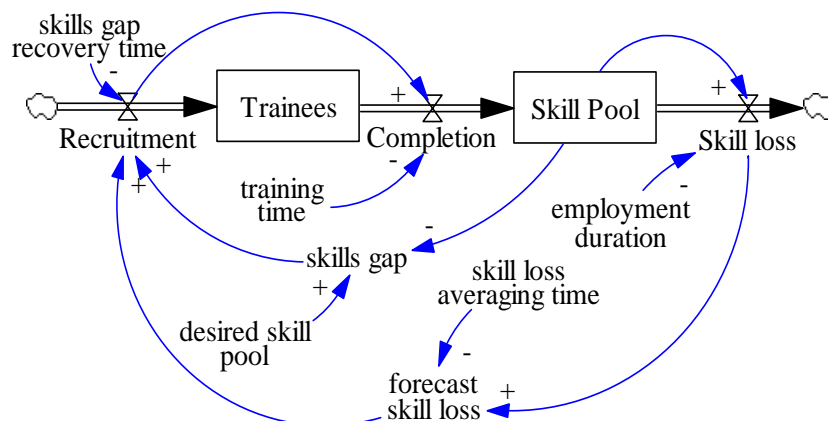 skills gap
recovery time
-
+
+
Trainees
Skill Pool
Recruitment
Completion
Skill loss
+
+
-
training
time
-
employment
duration
-
skills gap
+
skill loss
averaging time
desired skill
pool
-
forecast
skill loss
+